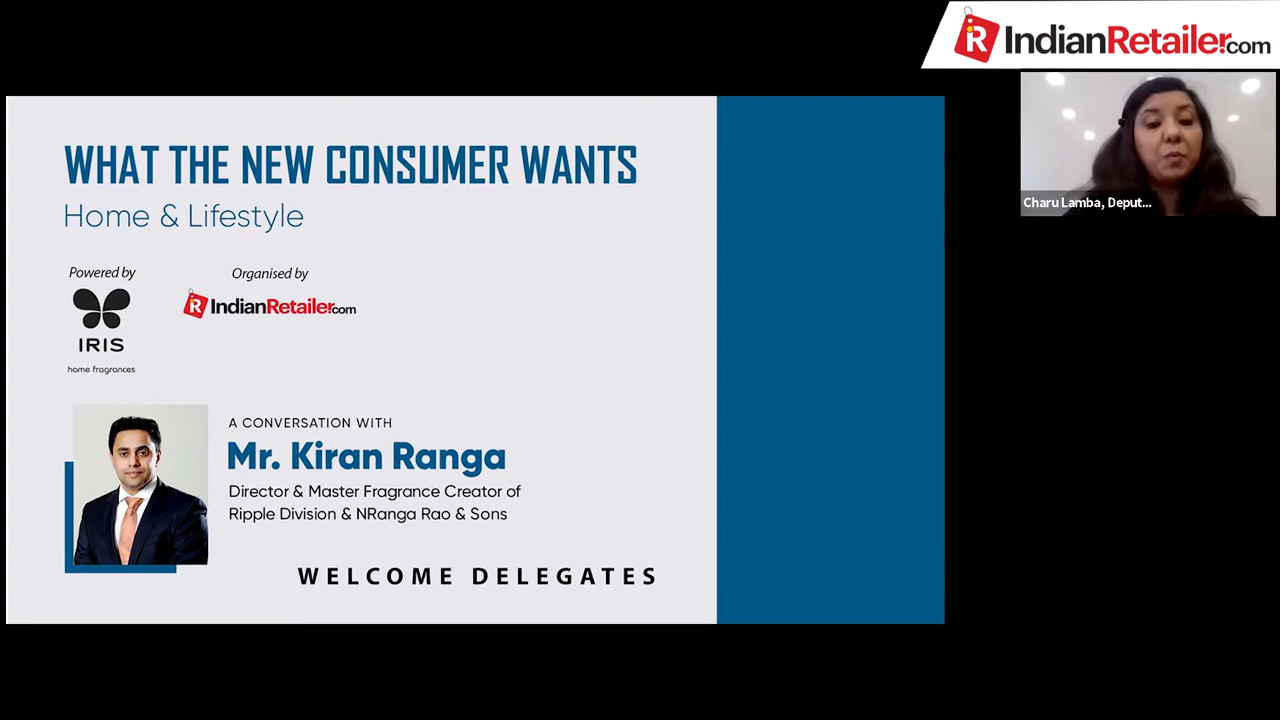 IndianRetailer.com
WHAT THE NEW CONSUMER WANTS
Home & Lifestyle
Powered by
Organised by
IRIS
home fragrances
IndianRetailer.com
A CONVERSATION WITH
Mr. Kiran Ranga
Director & Master Fragrance Creator of
Ripple Division & NRanga Rao & Sons
WELCOME DELEGATES
Charu Lamba, Deput...